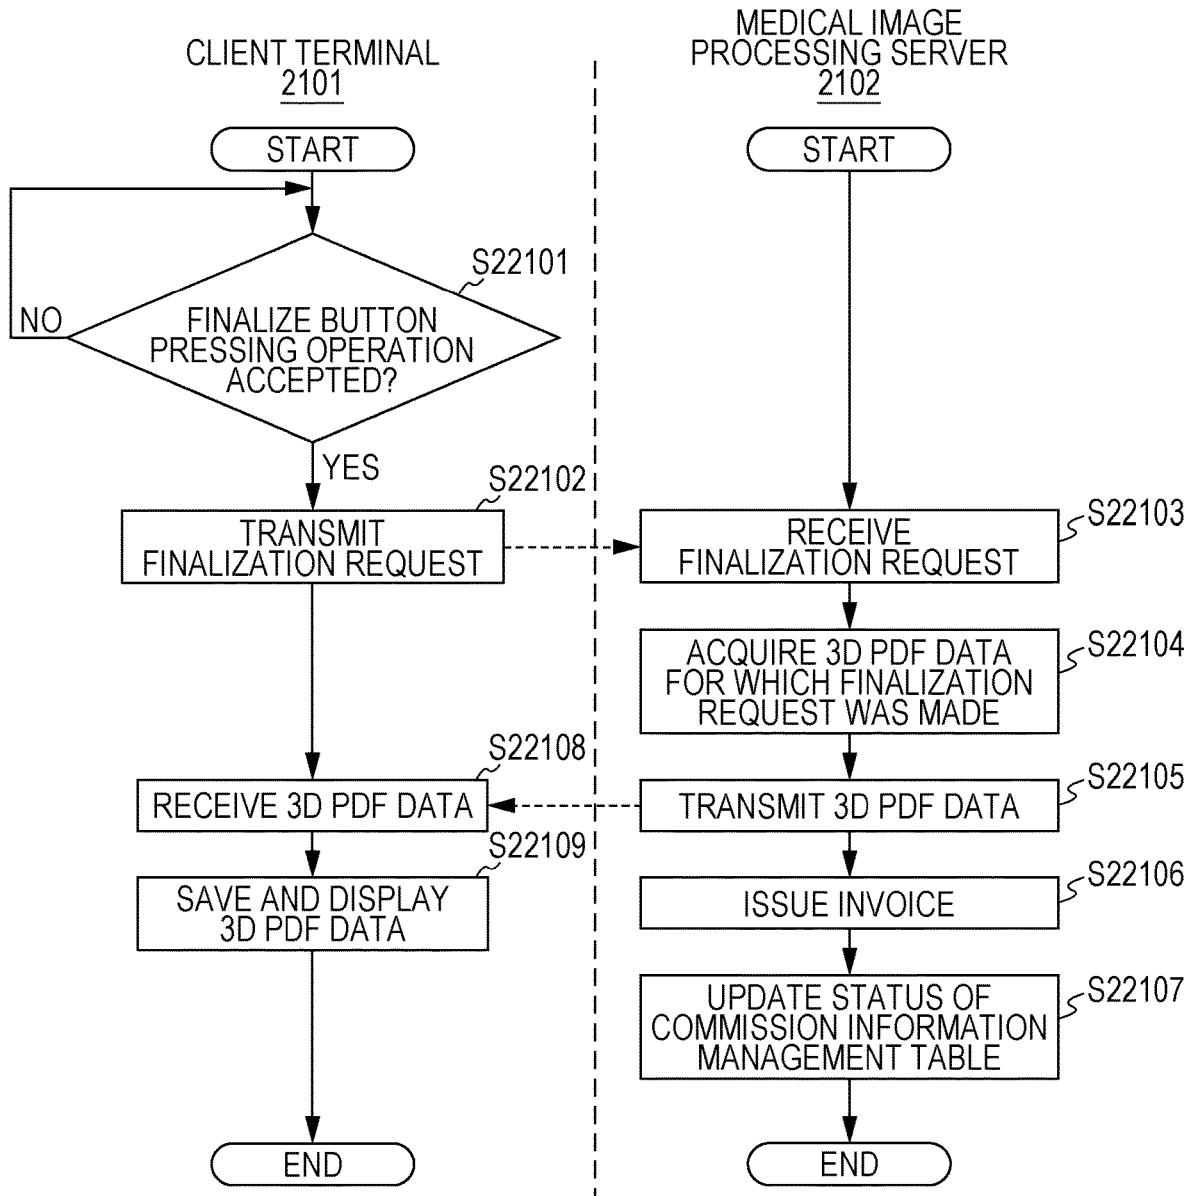 CLIENT TERMINAL
2101
START
S22101
FINALIZE BUTTON
PRESSING OPERATION
ACCEPTED?
NO
YES
S22102
TRANSMIT
FINALIZATION REQUEST
S22108
RECEIVE 3D PDF DATA
S22109
SAVE AND DISPLAY
3D PDF DATA
END
MEDICAL IMAGE
PROCESSING SERVER
2102
START
S22103
RECEIVE
FINALIZATION REQUEST
S22104
ACQUIRE 3D PDF DATA
FOR WHICH FINALIZATION
REQUEST WAS MADE
S22105
TRANSMIT 3D PDF DATA
S22106
ISSUE INVOICE
S22107
UPDATE STATUS OF
COMMISSION INFORMATION
MANAGEMENT TABLE
END